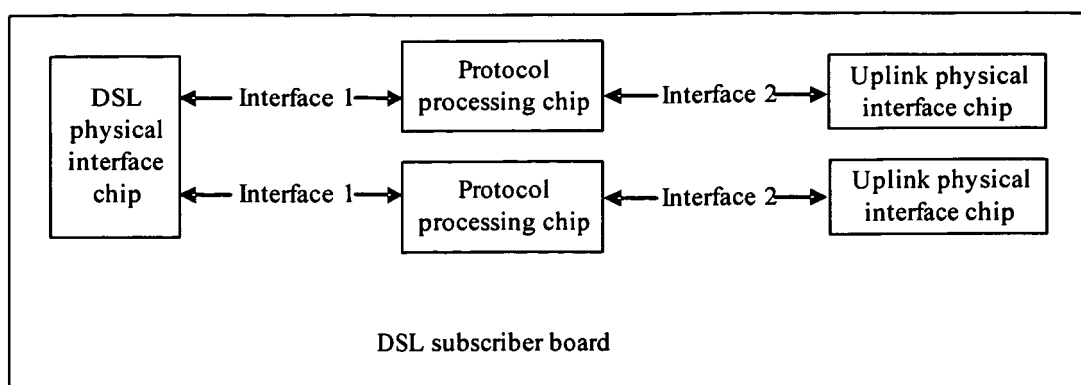 DSL
physical
interface
chip
Interface 1
Protocol
processing chip
Interface 2
Uplink physical
interface chip
Interface 1
Protocol
processing chip
Interface 2
Uplink physical
interface chip
DSL subscriber board